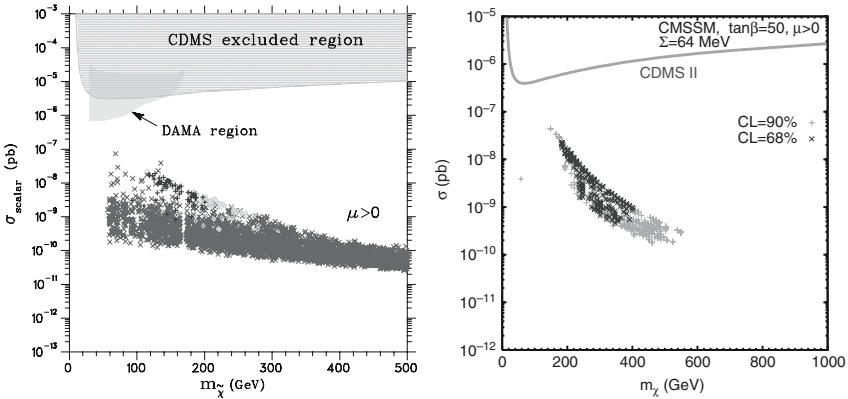 10⁻³
10⁻⁴
10⁻⁵
10⁻⁶
10⁻⁷
10⁻⁸
10⁻⁹
10⁻¹⁰
10⁻¹¹
10⁻¹²
10⁻¹³
σ scalar (pb)
CDMS excluded region
DAMA region
μ>0
0 100 200 300 400 500
m_χ̃ (GeV)
10⁻⁵
10⁻⁶
10⁻⁷
10⁻⁸
10⁻⁹
10⁻¹⁰
10⁻¹¹
10⁻¹²
σ (pb)
CMSSM, tanβ=50, μ>0
Σ=64 MeV
CDMS II
CL=90% +
CL=68% ×
0 200 400 600 800 1000
m_χ (GeV)